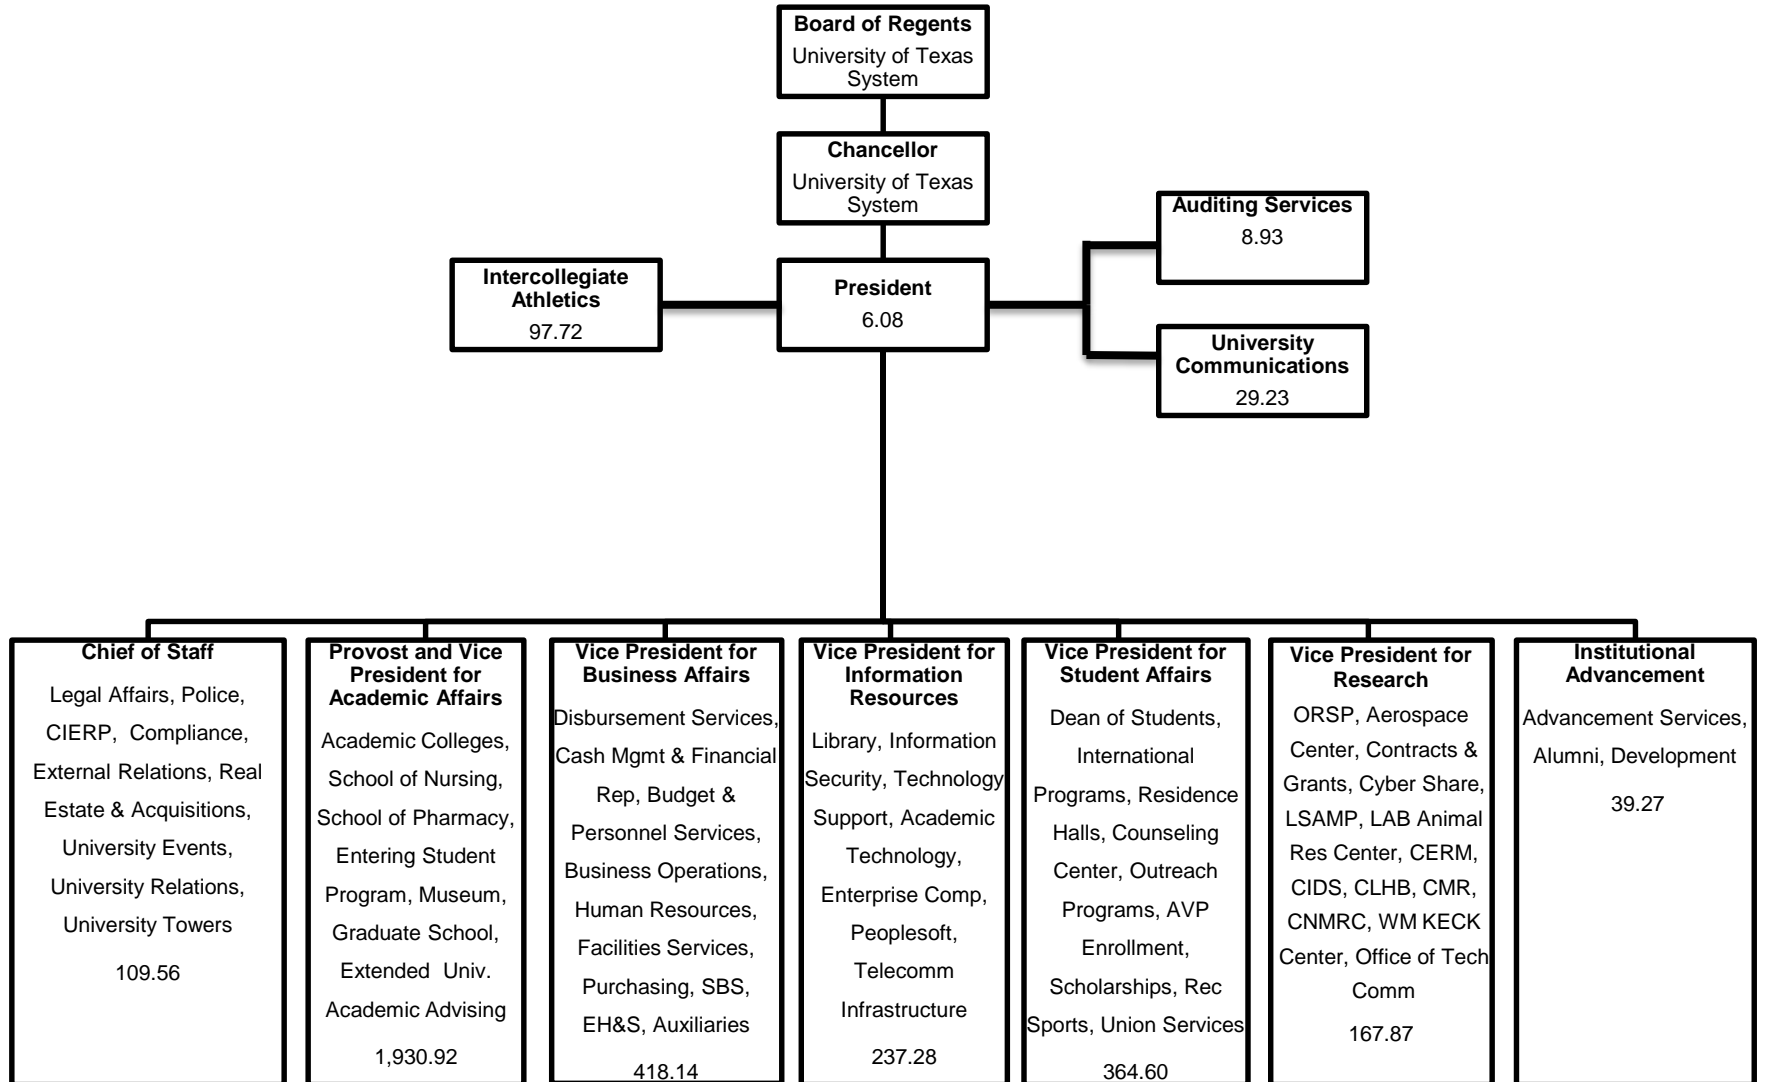 Board of Regents
University of Texas
System
Chancellor
University of Texas
System
Auditing Services
8.93
Intercollegiate
Athletics
97.72
President
6.08
University
Communications
29.23
Chief of Staff
Legal Affairs, Police,
CIERP,  Compliance,
External Relations, Real
Estate & Acquisitions,
University Events,
University Relations,
University Towers
109.56
Provost and Vice
President for
Academic Affairs
Academic Colleges,
School of Nursing,
School of Pharmacy,
Entering Student
Program, Museum,
Graduate School,
Extended  Univ.
Academic Advising
1,930.92
Vice President for
Business Affairs
Disbursement Services,
Cash Mgmt & Financial
Rep, Budget &
Personnel Services,
Business Operations,
Human Resources,
Facilities Services,
Purchasing, SBS,
EH&S, Auxiliaries
418.14
Vice President for
Information
Resources
Library, Information
Security, Technology
Support, Academic
Technology,
Enterprise Comp,
Peoplesoft,
Telecomm
Infrastructure
237.28
Vice President for
Student Affairs
Dean of Students,
International
Programs, Residence
Halls, Counseling
Center, Outreach
Programs, AVP
Enrollment,
Scholarships, Rec
Sports, Union Services
364.60
Vice President for
Research
ORSP, Aerospace
Center, Contracts &
Grants, Cyber Share,
LSAMP, LAB Animal
Res Center, CERM,
CIDS, CLHB, CMR,
CNMRC, WM KECK
Center, Office of Tech
Comm
167.87
Institutional
Advancement
Advancement Services,
Alumni, Development
39.27